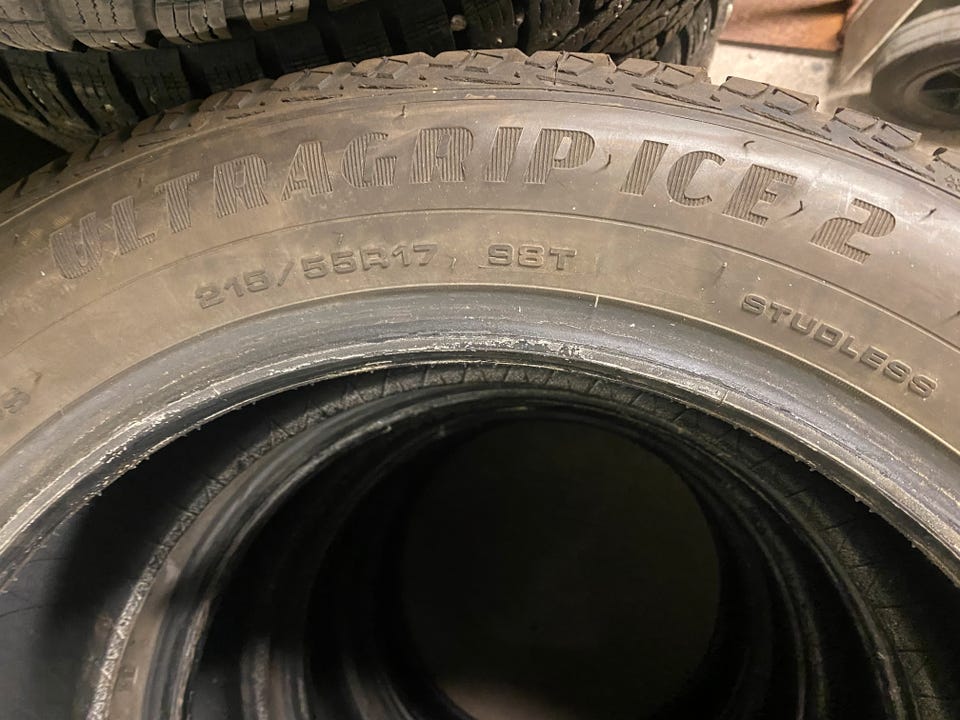 ULTRAGRIP ICE 2
215/55R17 98T
STUDLESS